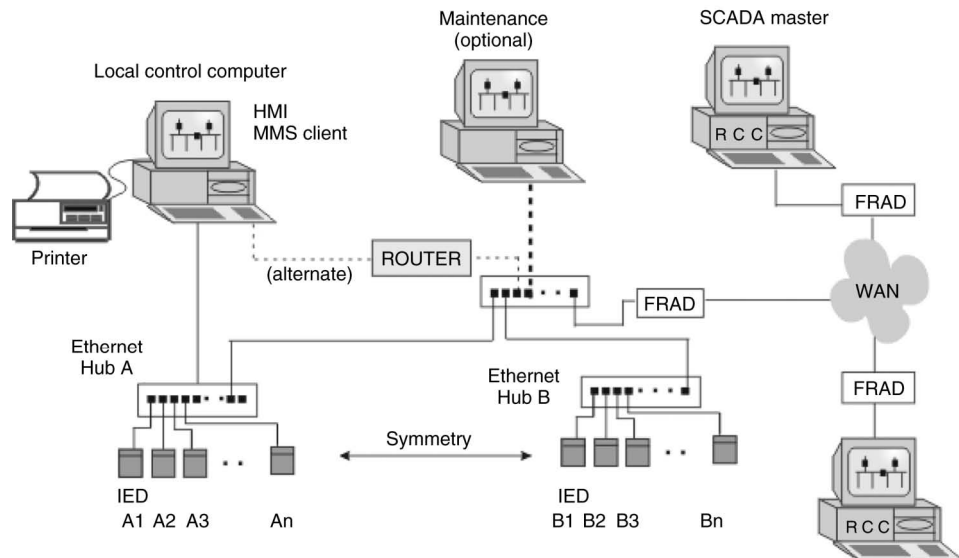 Maintenance
(optional)
SCADA master
Local control computer
HMI
MMS client
R C C
FRAD
Printer
(alternate)
ROUTER
FRAD
WAN
Ethernet
Hub A
Ethernet
Hub B
FRAD
Symmetry
IED
A1 A2 A3 An
IED
B1 B2 B3 Bn
R C C